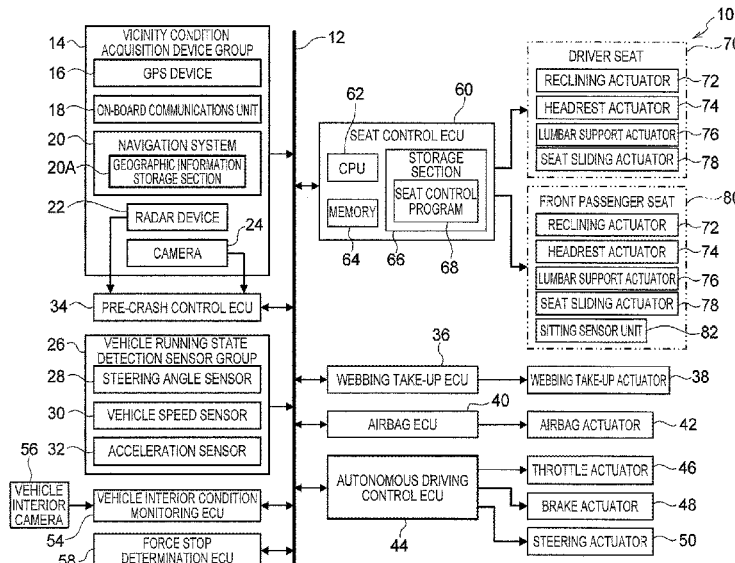 10
14
VICINITY CONDITION
ACQUISITION DEVICE GROUP
16
GPS DEVICE
18
ON-BOARD COMMUNICATIONS UNIT
20
NAVIGATION SYSTEM
20A
GEOGRAPHIC INFORMATION
STORAGE SECTION
22
RADAR DEVICE
24
CAMERA
34
PRE-CRASH CONTROL ECU
26
VEHICLE RUNNING STATE
DETECTION SENSOR GROUP
28
STEERING ANGLE SENSOR
30
VEHICLE SPEED SENSOR
32
ACCELERATION SENSOR
56
VEHICLE
INTERIOR
CAMERA
54
VEHICLE INTERIOR CONDITION
MONITORING ECU
58
FORCE STOP
DETERMINATION ECU
12
60
SEAT CONTROL ECU
62
CPU
MEMORY
64
STORAGE
SECTION
SEAT CONTROL
PROGRAM
66
68
36
WEBBING TAKE-UP ECU
40
AIRBAG ECU
AUTONOMOUS DRIVING
CONTROL ECU
44
70
DRIVER SEAT
RECLINING ACTUATOR
72
HEADREST ACTUATOR
74
LUMBAR SUPPORT ACTUATOR
76
SEAT SLIDING ACTUATOR
78
80
FRONT PASSENGER SEAT
RECLINING ACTUATOR
72
HEADREST ACTUATOR
74
LUMBAR SUPPORT ACTUATOR
76
SEAT SLIDING ACTUATOR
78
SITTING SENSOR UNIT
82
WEBBING TAKE-UP ACTUATOR
38
AIRBAG ACTUATOR
42
THROTTLE ACTUATOR
46
BRAKE ACTUATOR
48
STEERING ACTUATOR
50